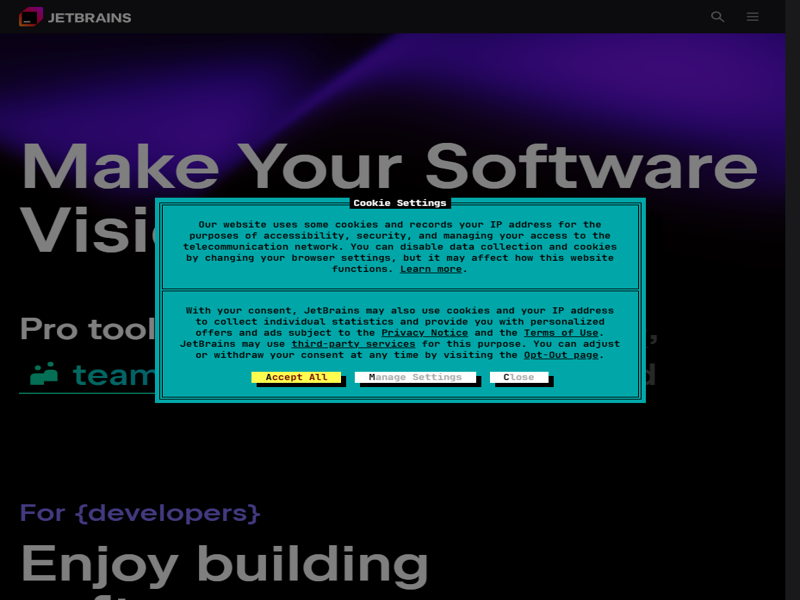 JETBRAINS
Make Your Software
Visi
Cookie Settings
Our website uses some cookies and records your IP address for the
purposes of accessibility, security, and managing your access to the
telecommunication network. You can disable data collection and cookies
by changing your browser settings, but it may affect how this website
functions. Learn more.
With your consent, JetBrains may also use cookies and your IP address
to collect individual statistics and provide you with personalized
offers and ads subject to the Privacy Notice and the Terms of Use.
JetBrains may use third-party services for this purpose. You can adjust
or withdraw your consent at any time by visiting the Opt-Out page.
Accept All Manage Settings Close
Pro tool
team
For {developers}
Enjoy building